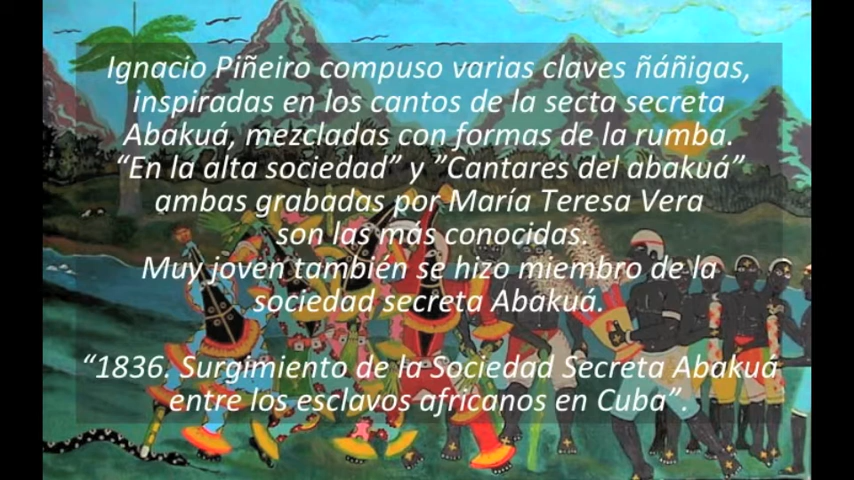 Ignacio Piñeiro compuso varias claves ñáñigas,
inspiradas en los cantos de la secta secreta
Abakuá, mezcladas con formas de la rumba.
“En la alta sociedad” y ”Cantares del abakuá”
ambas grabadas por María Teresa Vera
son las más conocidas.
Muy joven también se hizo miembro de la
sociedad secreta Abakuá.
“1836. Surgimiento de la Sociedad Secreta Abakuá
entre los esclavos africanos en Cuba”.